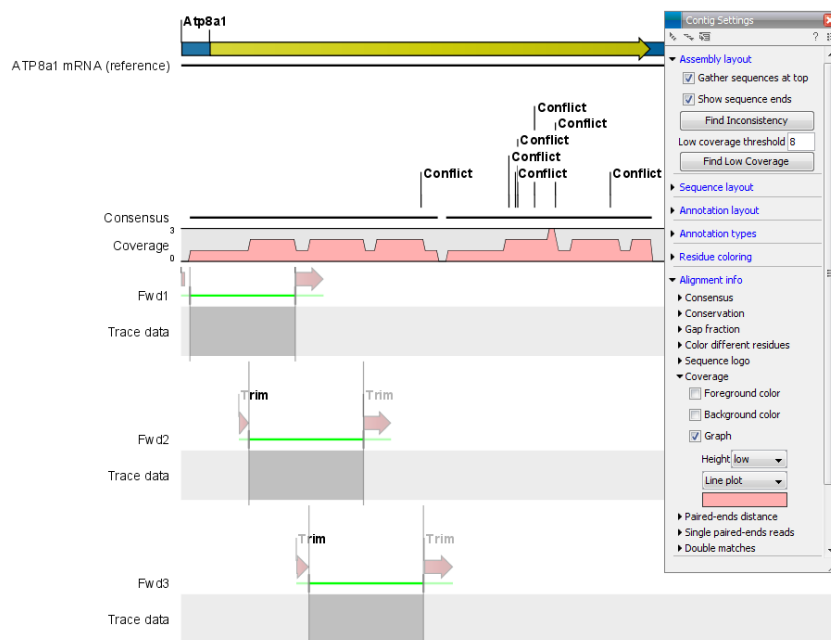 Atp8a1
ATP8a1 mRNA (reference)
Conflict
Conflict
Conflict
Conflict
Conflict
Conflict
Conflict
Consensus
3
Coverage
0
Fwd1
Trace data
Trim
Trim
Fwd2
Trace data
Trim
Trim
Fwd3
Trace data
Contig Settings
?
Assembly layout
Gather sequences at top
Show sequence ends
Find Inconsistency
Low coverage threshold 8
Find Low Coverage
Sequence layout
Annotation layout
Annotation types
Residue coloring
Alignment info
Consensus
Conservation
Gap fraction
Color different residues
Sequence logo
Coverage
Foreground color
Background color
Graph
Height low
Line plot
Paired-ends distance
Single paired-ends reads
Double matches